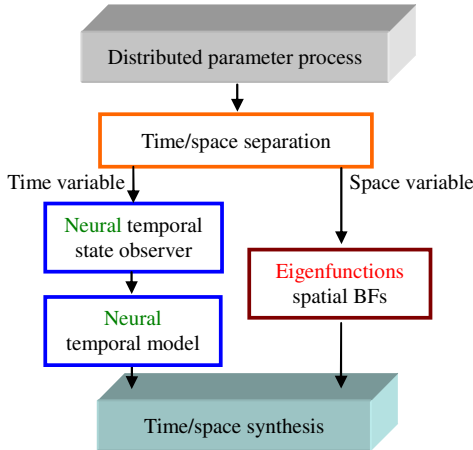 Distributed parameter process
Time/space separation
Time variable
Space variable
Neural temporal
state observer
Eigenfunctions
spatial BFs
Neural
temporal model
Time/space synthesis